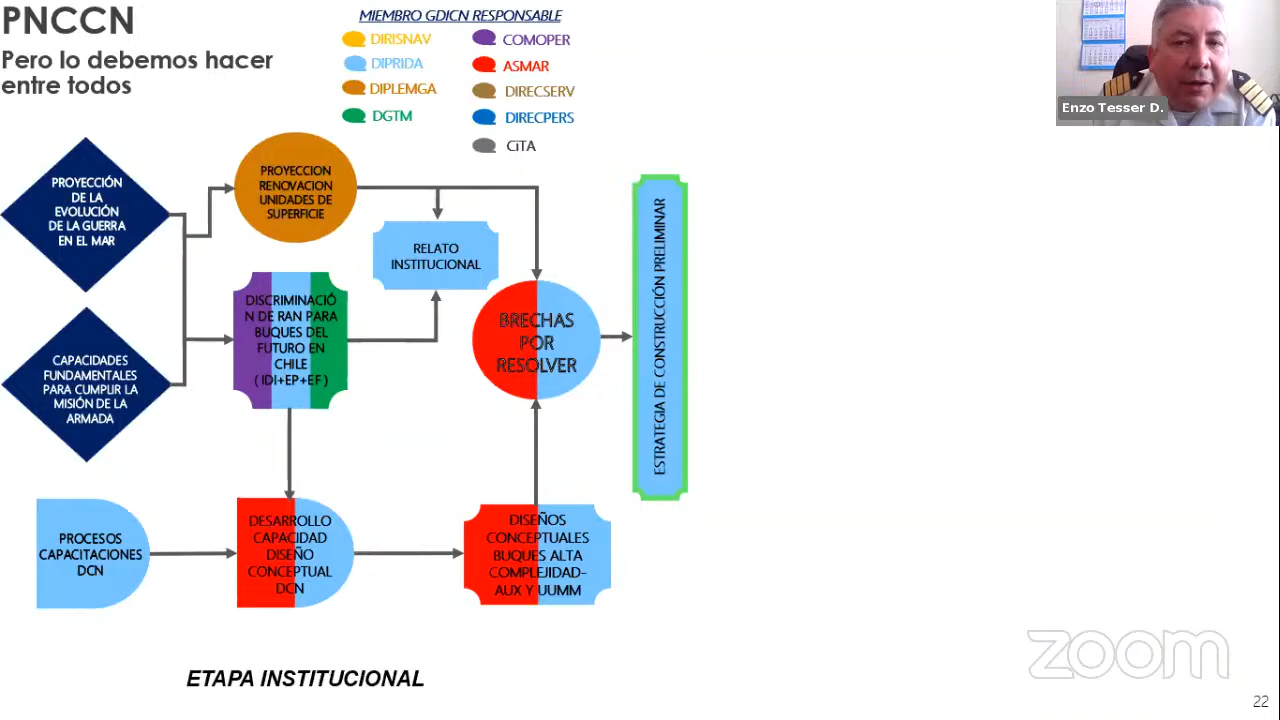 PNCCN
Pero lo debemos hacer
entre todos
MIEMBRO GDICN RESPONSABLE
DIRISNAV
DIPRIDA
DIPLEMGA
DGTM
COMOPER
ASMAR
DIRECSERV
DIRECPERS
CITA
Enzo Tesser D.
PROYECCIÓN
DE LA
EVOLUCIÓN
DE LA GUERRA
EN EL MAR
PROYECCION
RENOVACION
UNIDADES DE
SUPERFICIE
RELATO
INSTITUCIONAL
DISCRIMINACIÓ
N DE RAN PARA
BUQUES DEL
FUTURO EN
CHILE
( IDI+EP+EF )
BRECHAS
POR
RESOLVER
ESTRATEGIA DE CONSTRUCCIÓN PRELIMINAR
CAPACIDADES
FUNDAMENTALES
PARA CUMPLIR LA
MISIÓN DE LA
ARMADA
PROCESOS
CAPACITACIONES
DCN
DESARROLLO
CAPACIDAD
DISEÑO
CONCEPTUAL
DCN
DISEÑOS
CONCEPTUALES
BUQUES ALTA
COMPLEJIDAD-
AUX Y UUMM
ETAPA INSTITUCIONAL
zoom
22